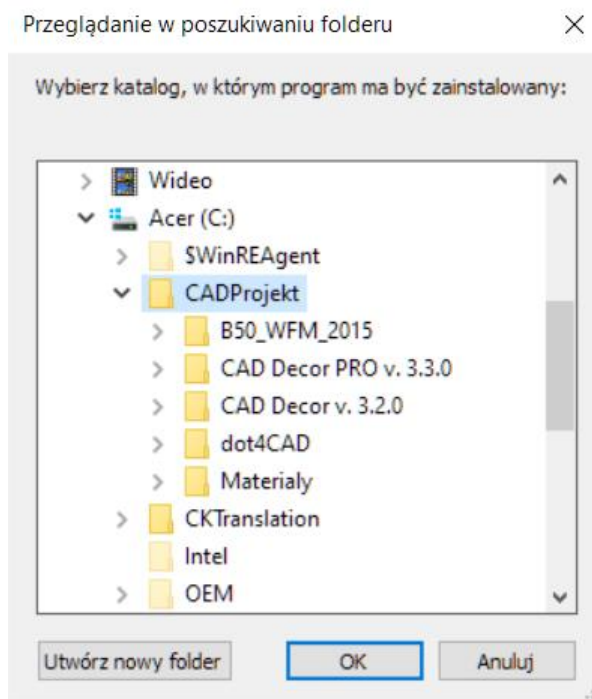 Przeglądanie w poszukiwaniu folderu
Wybierz katalog, w którym program ma być zainstalowany:
Wideo
Acer (C:)
$WinREAgent
CADProjekt
B50_WFM_2015
CAD Decor PRO v. 3.3.0
CAD Decor v. 3.2.0
dot4CAD
Materialy
CKTranslation
Intel
OEM
Utwórz nowy folder OK Anuluj